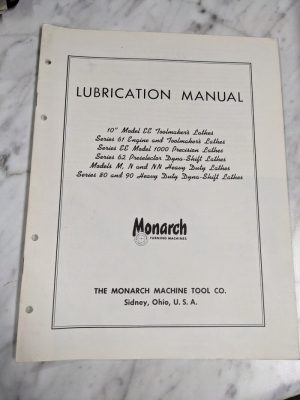 LUBRICATION MANUAL
10" Model EE Toolmaker's Lathes
Series 61 Engine and Toolmaker's Lathes
Series EE Model 1000 Precision Lathes
Series 62 Preselector Dyna-Shift Lathes
Models M, N and NN Heavy Duty Lathes
Series 80 and 90 Heavy Duty Dyna-Shift Lathes
Monarch
TURNING MACHINES
THE MONARCH MACHINE TOOL CO.
Sidney, Ohio, U. S. A.